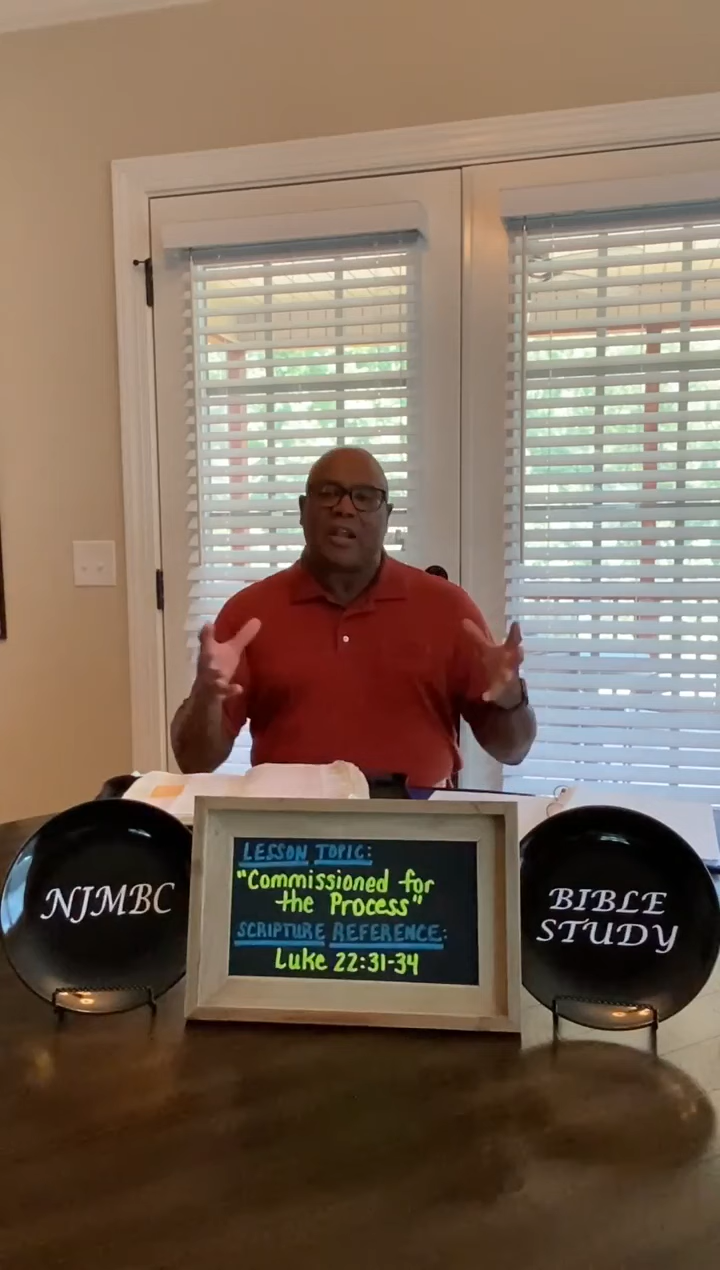 NJMBC
LESSON TOPIC:
"Commissioned for
the Process"
SCRIPTURE REFERENCE:
Luke 22:31-34
BIBLE
STUDY